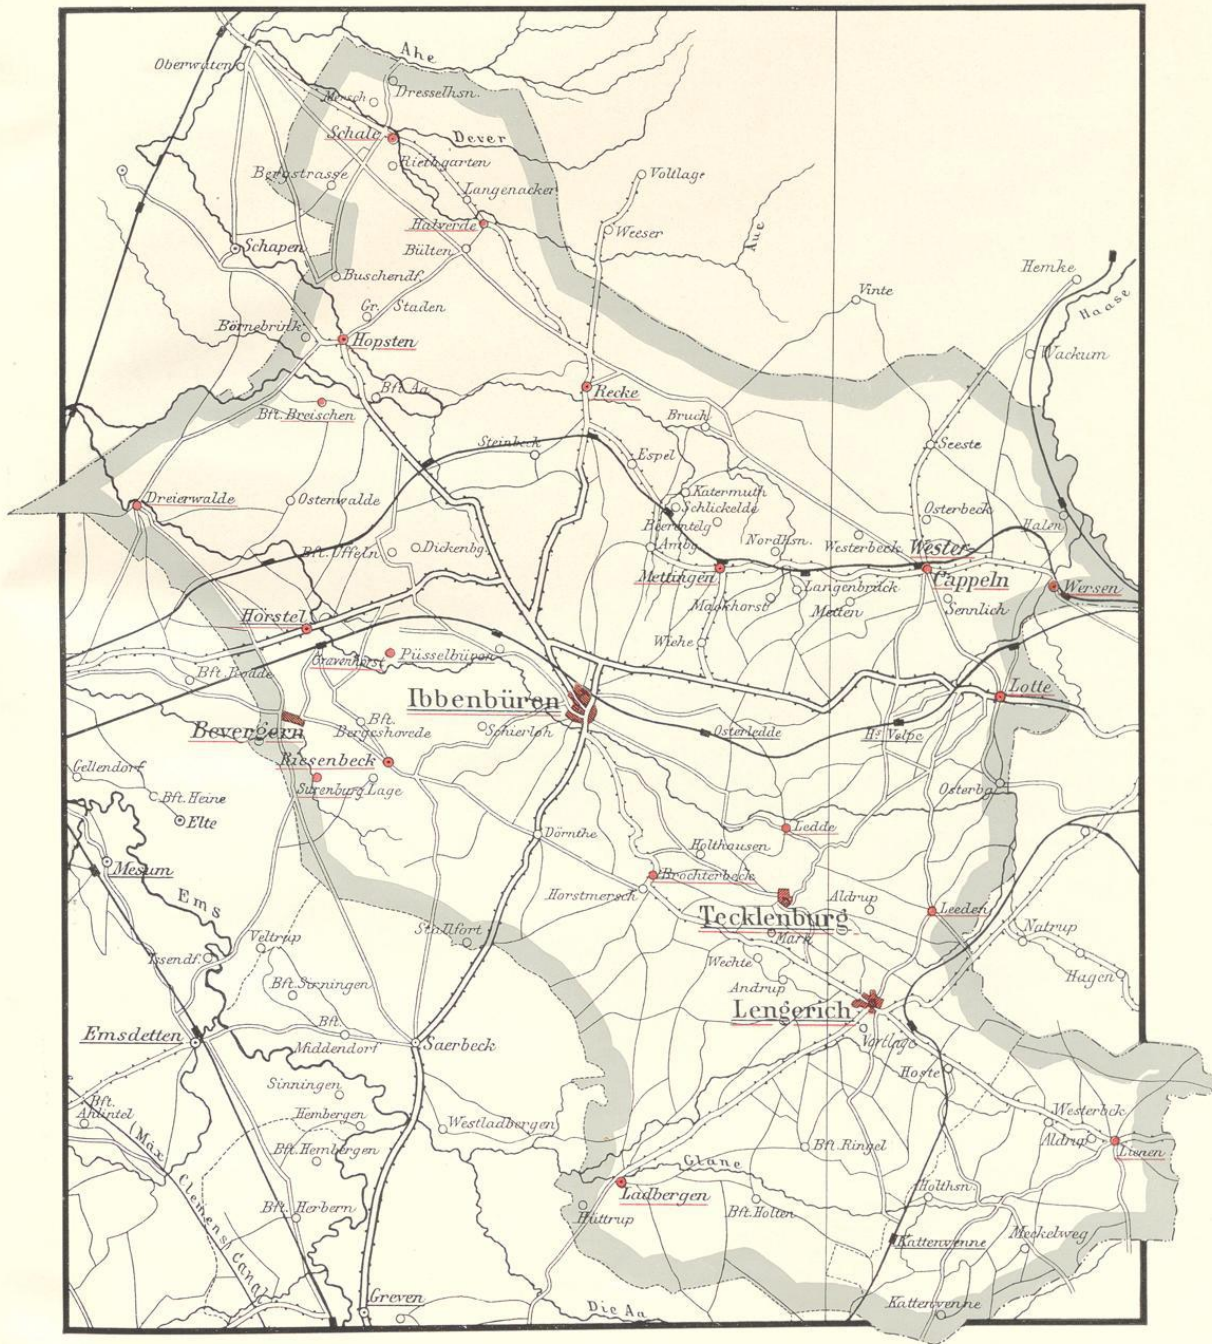 Ahe
Oberwaten
Dresselhsn.
Mersch
Schale
Dever
Riethgarten
Bergstrasse
Voltlage
Langenacker
Halverde
Weeser
Aue
Schapen
Bülten
Buschendf.
Hemke
Vinte
Haase
Gr. Staden
Börnebrink
Hopsten
Wackum
Bft. Aa
Recke
Bft. Breischen
Bruch
Steinbeck
Seeste
Espel
Dreierwalde
Ostenwalde
Katermuth
Schlickelde
Osterbeck
Halen
Bft. Uffeln
Dickenbg.
Ambg.
Nordhsn.
Westerbeck
Wester-
Cappeln
Mettingen
Langenbrück
Wersen
Metten
Sennlich
Hörstel
Wiehe
Gravenhorst
Püsselbüren
Bft. Rodde
Ibbenbüren
Lotte
Bevergern
Bft.
Bergeshovede
Schierloh
Osterledde
Hs. Velpe
Riesenbeck
Gellendorf
Surenburg
Lage
Bft. Heine
Osterbg.
Elte
Dörnthe
Ledde
Holthausen
Mesum
Brochterbeck
Horstmersch
Ems
Aldrup
Tecklenburg
Leeden
Mark
Stallfort
Natrup
Veltrup
Wechte
Hagen
Bft. Sinningen
Andrup
Lengerich
Emsdetten
Bft.
Middendorf
Saerbeck
Vortlage
Hoste
Sinningen
Bft.
Ahlintel
Hembergen
Westladbergen
Westerbck
Aldrup
Lienen
(Max Clemens Canal)
Bft. Hembergen
Bft. Ringel
Glane
Ladbergen
Holthsn
Bft. Herbern
Hüttrup
Bft. Holten
Kattenvenne
Meckelweg
Greven
Die Aa
Kattenvenne